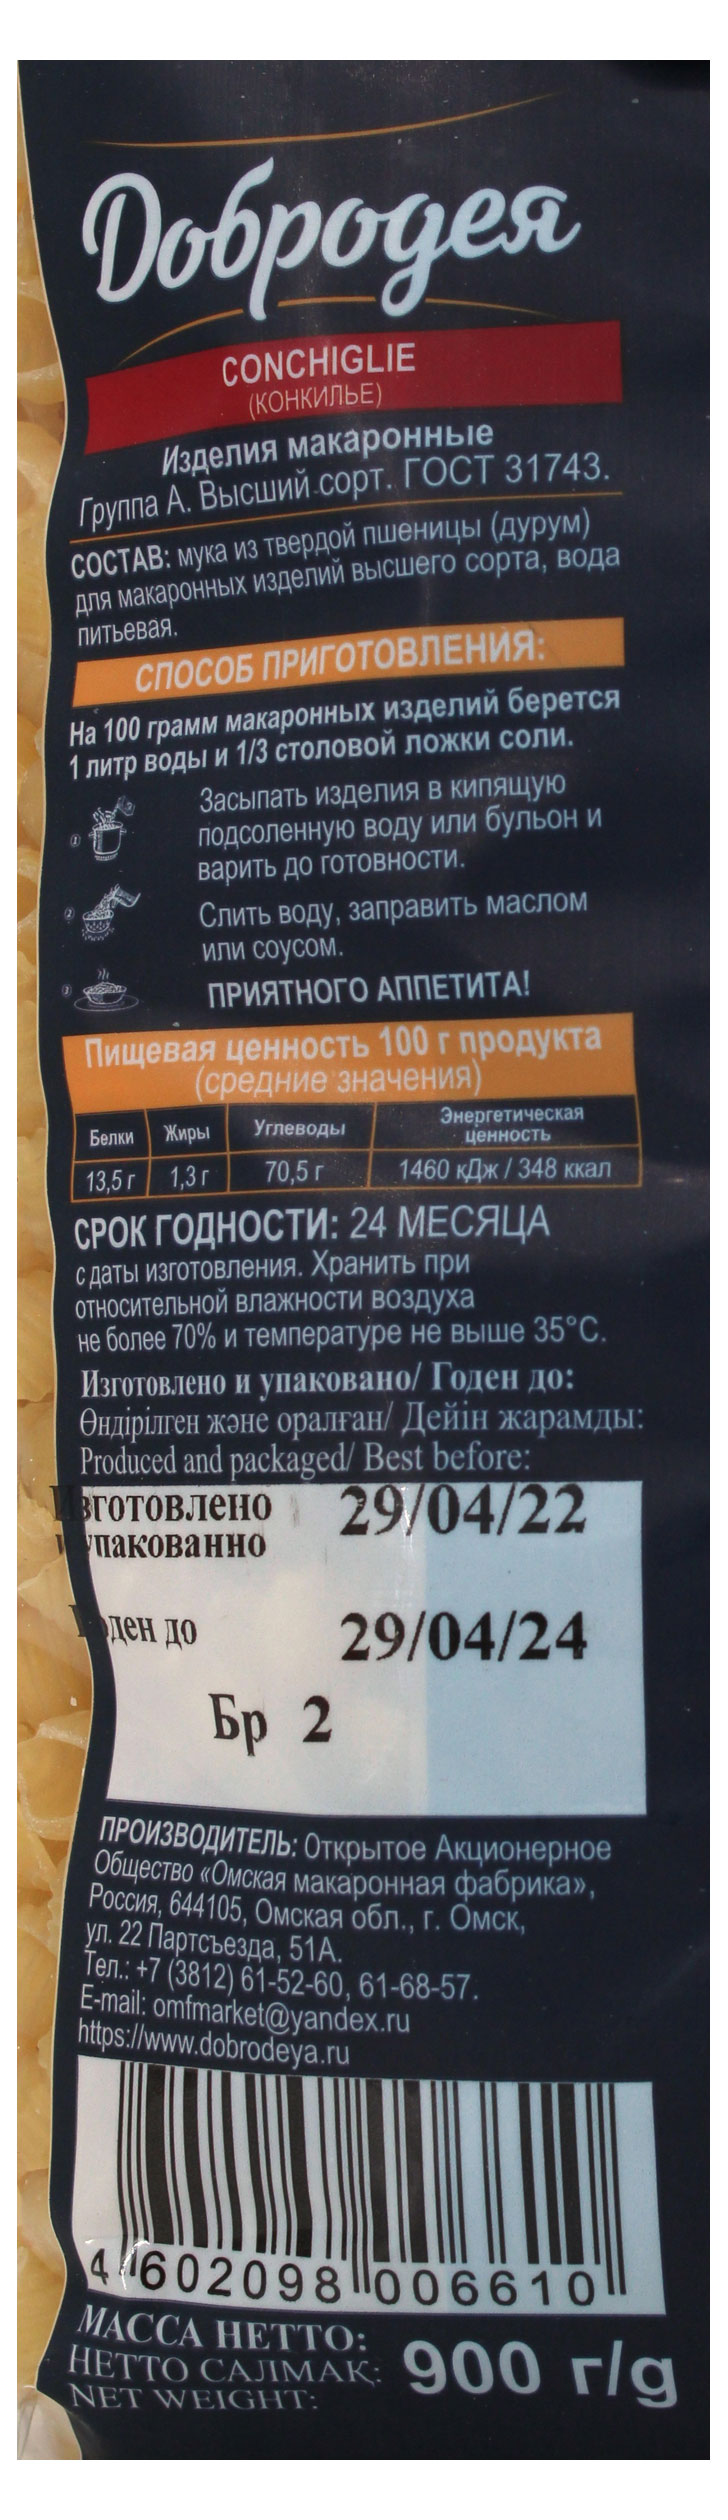 Добродея
CONCHIGLIE
(КОНКИЛЬЕ)
Изделия макаронные
Группа А. Высший сорт. ГОСТ 31743.
СОСТАВ: мука из твердой пшеницы (дурум)
для макаронных изделий высшего сорта, вода
питьевая.
СПОСОБ ПРИГОТОВЛЕНИЯ:
На 100 грамм макаронных изделий берется
1 литр воды и 1/3 столовой ложки соли.
1
Засыпать изделия в кипящую
подсоленную воду или бульон и
варить до готовности.
2
Слить воду, заправить маслом
или соусом.
3
ПРИЯТНОГО АППЕТИТА!
Пищевая ценность 100 г продукта
(средние значения)
Белки Жиры Углеводы Энергетическая ценность
13,5 г 1,3 г 70,5 г 1460 кДж / 348 ккал
СРОК ГОДНОСТИ: 24 МЕСЯЦА
с даты изготовления. Хранить при
относительной влажности воздуха
не более 70% и температуре не выше 35°С.
Изготовлено и упаковано/ Годен до:
Өндірілген және оралған/ Дейін жарамды:
Produced and packaged/ Best before:
Изготовлено 29/04/22
и упакованно
Годен до 29/04/24
Бр 2
ПРОИЗВОДИТЕЛЬ: Открытое Акционерное
Общество «Омская макаронная фабрика»,
Россия, 644105, Омская обл., г. Омск,
ул. 22 Партсъезда, 51А.
Тел.: +7 (3812) 61-52-60, 61-68-57.
E-mail: omfmarket@yandex.ru
https://www.dobrodeya.ru
4 602098 006610
МАССА НЕТТО:
НЕТТО САЛМАҚ: 900 г/g
NET WEIGHT: